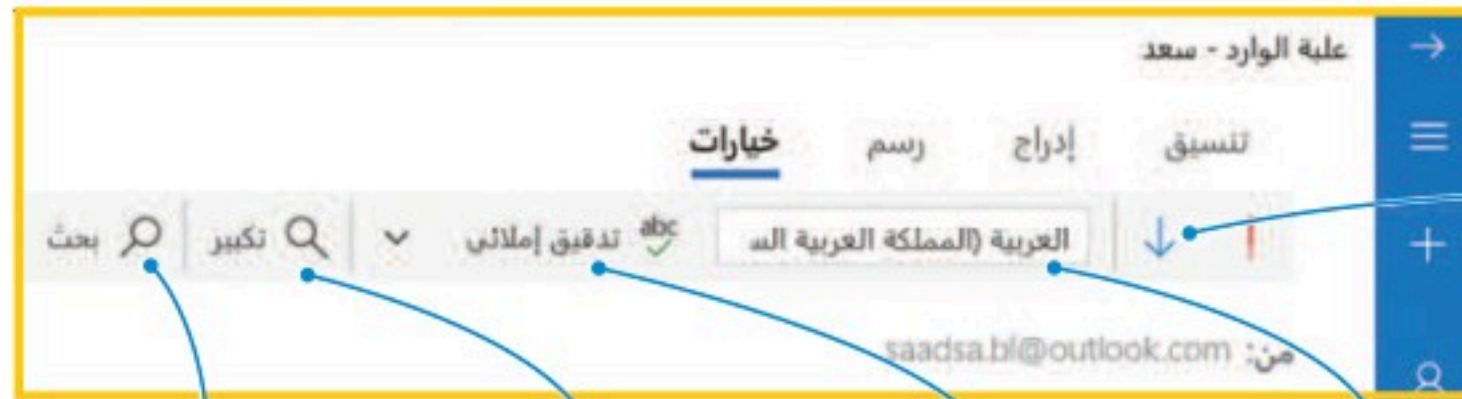 علبة الوارد - سعد
تنسيق إدراج رسم خيارات
العربية (المملكة العربية الس abc تدقيق إملائي تكبير بحث
من: saadsa.bl@outlook.com